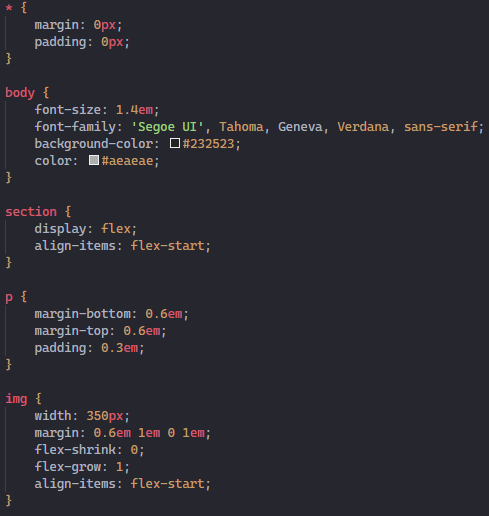 * {
    margin: 0px;
    padding: 0px;
}

body {
    font-size: 1.4em;
    font-family: 'Segoe UI', Tahoma, Geneva, Verdana, sans-serif;
    background-color: #232523;
    color: #aeaeae;
}

section {
    display: flex;
    align-items: flex-start;
}

p {
    margin-bottom: 0.6em;
    margin-top: 0.6em;
    padding: 0.3em;
}

img {
    width: 350px;
    margin: 0.6em 1em 0 1em;
    flex-shrink: 0;
    flex-grow: 1;
    align-items: flex-start;
}